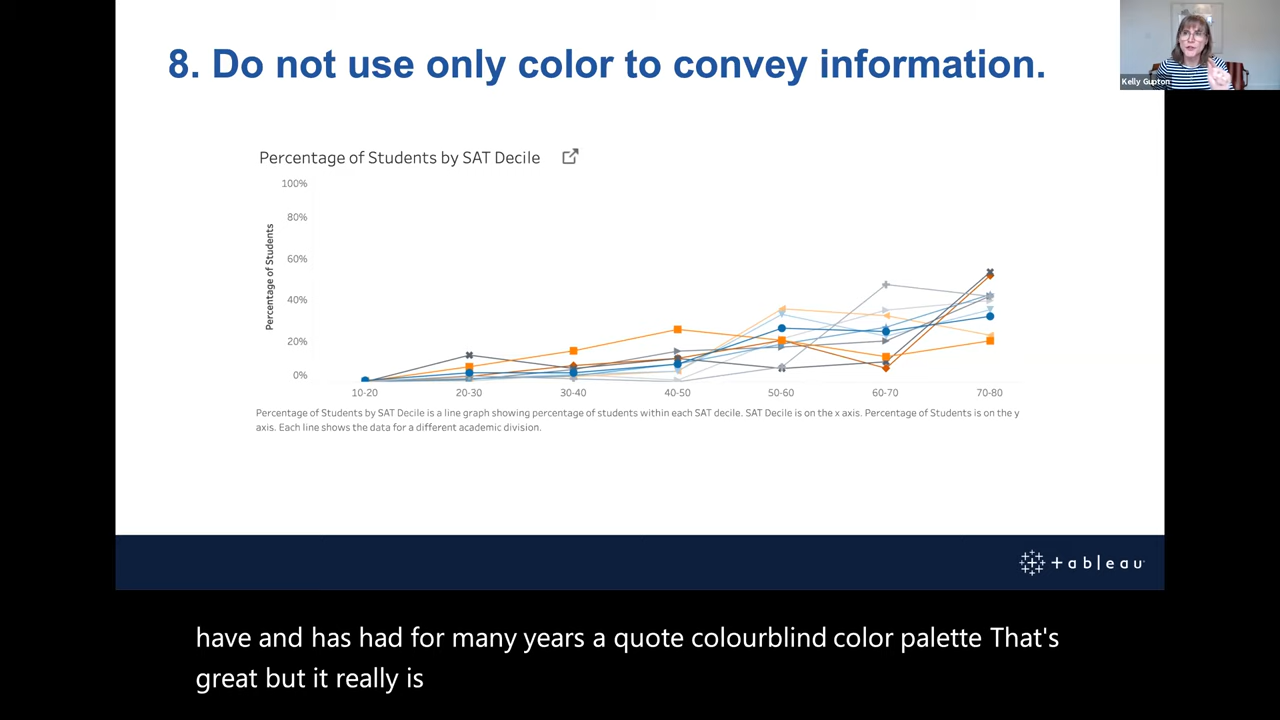 8. Do not use only color to convey information.
Kelly Gupton
Percentage of Students by SAT Decile
100%
80%
60%
40%
20%
0%
Percentage of Students
10-20
20-30
30-40
40-50
50-60
60-70
70-80
Percentage of Students by SAT Decile is a line graph showing percentage of students within each SAT decile. SAT Decile is on the x axis. Percentage of Students is on the y
axis. Each line shows the data for a different academic division.
tableau
have and has had for many years a quote colourblind color palette That's
great but it really is